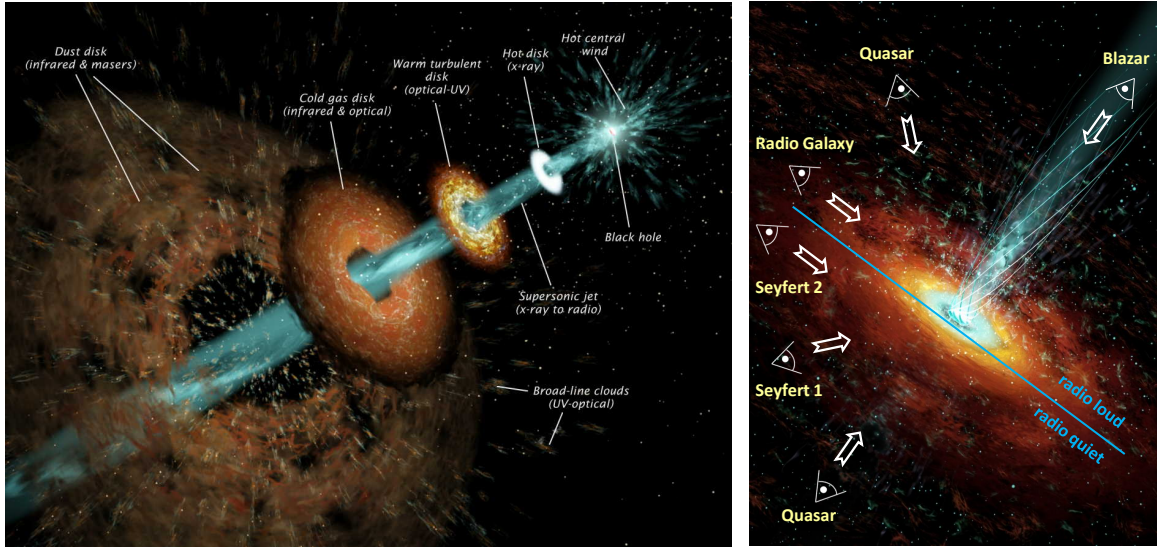 Dust disk
(infrared & masers)
Cold gas disk
(infrared & optical)
Warm turbulent
disk
(optical-UV)
Hot disk
(x-ray)
Hot central
wind
Black hole
Supersonic jet
(x-ray to radio)
Broad-line clouds
(UV-optical)
Quasar
Blazar
Radio Galaxy
Seyfert 2
Seyfert 1
radio loud
radio quiet
Quasar